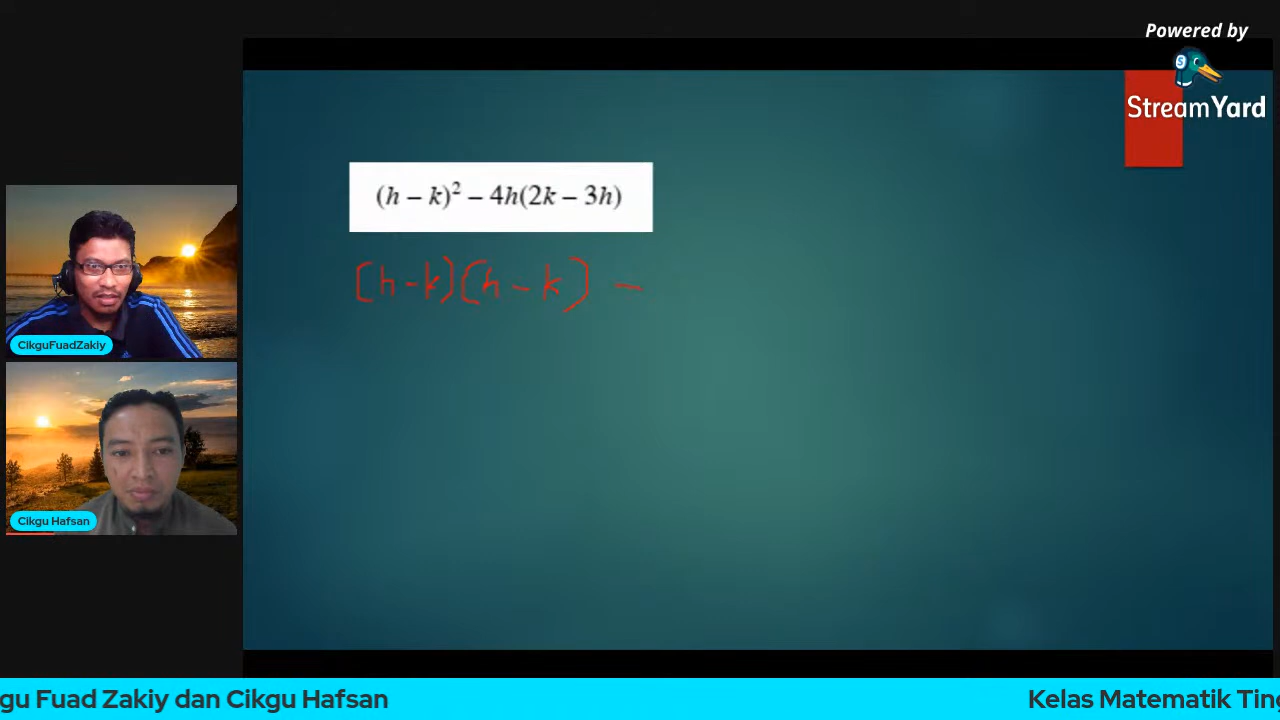 Powered by
StreamYard
(h – k)² – 4h(2k – 3h)
(h – k)(h – k) –
CikguFuadZakiy
Cikgu Hafsan
gu Fuad Zakiy dan Cikgu Hafsan
Kelas Matematik Ting